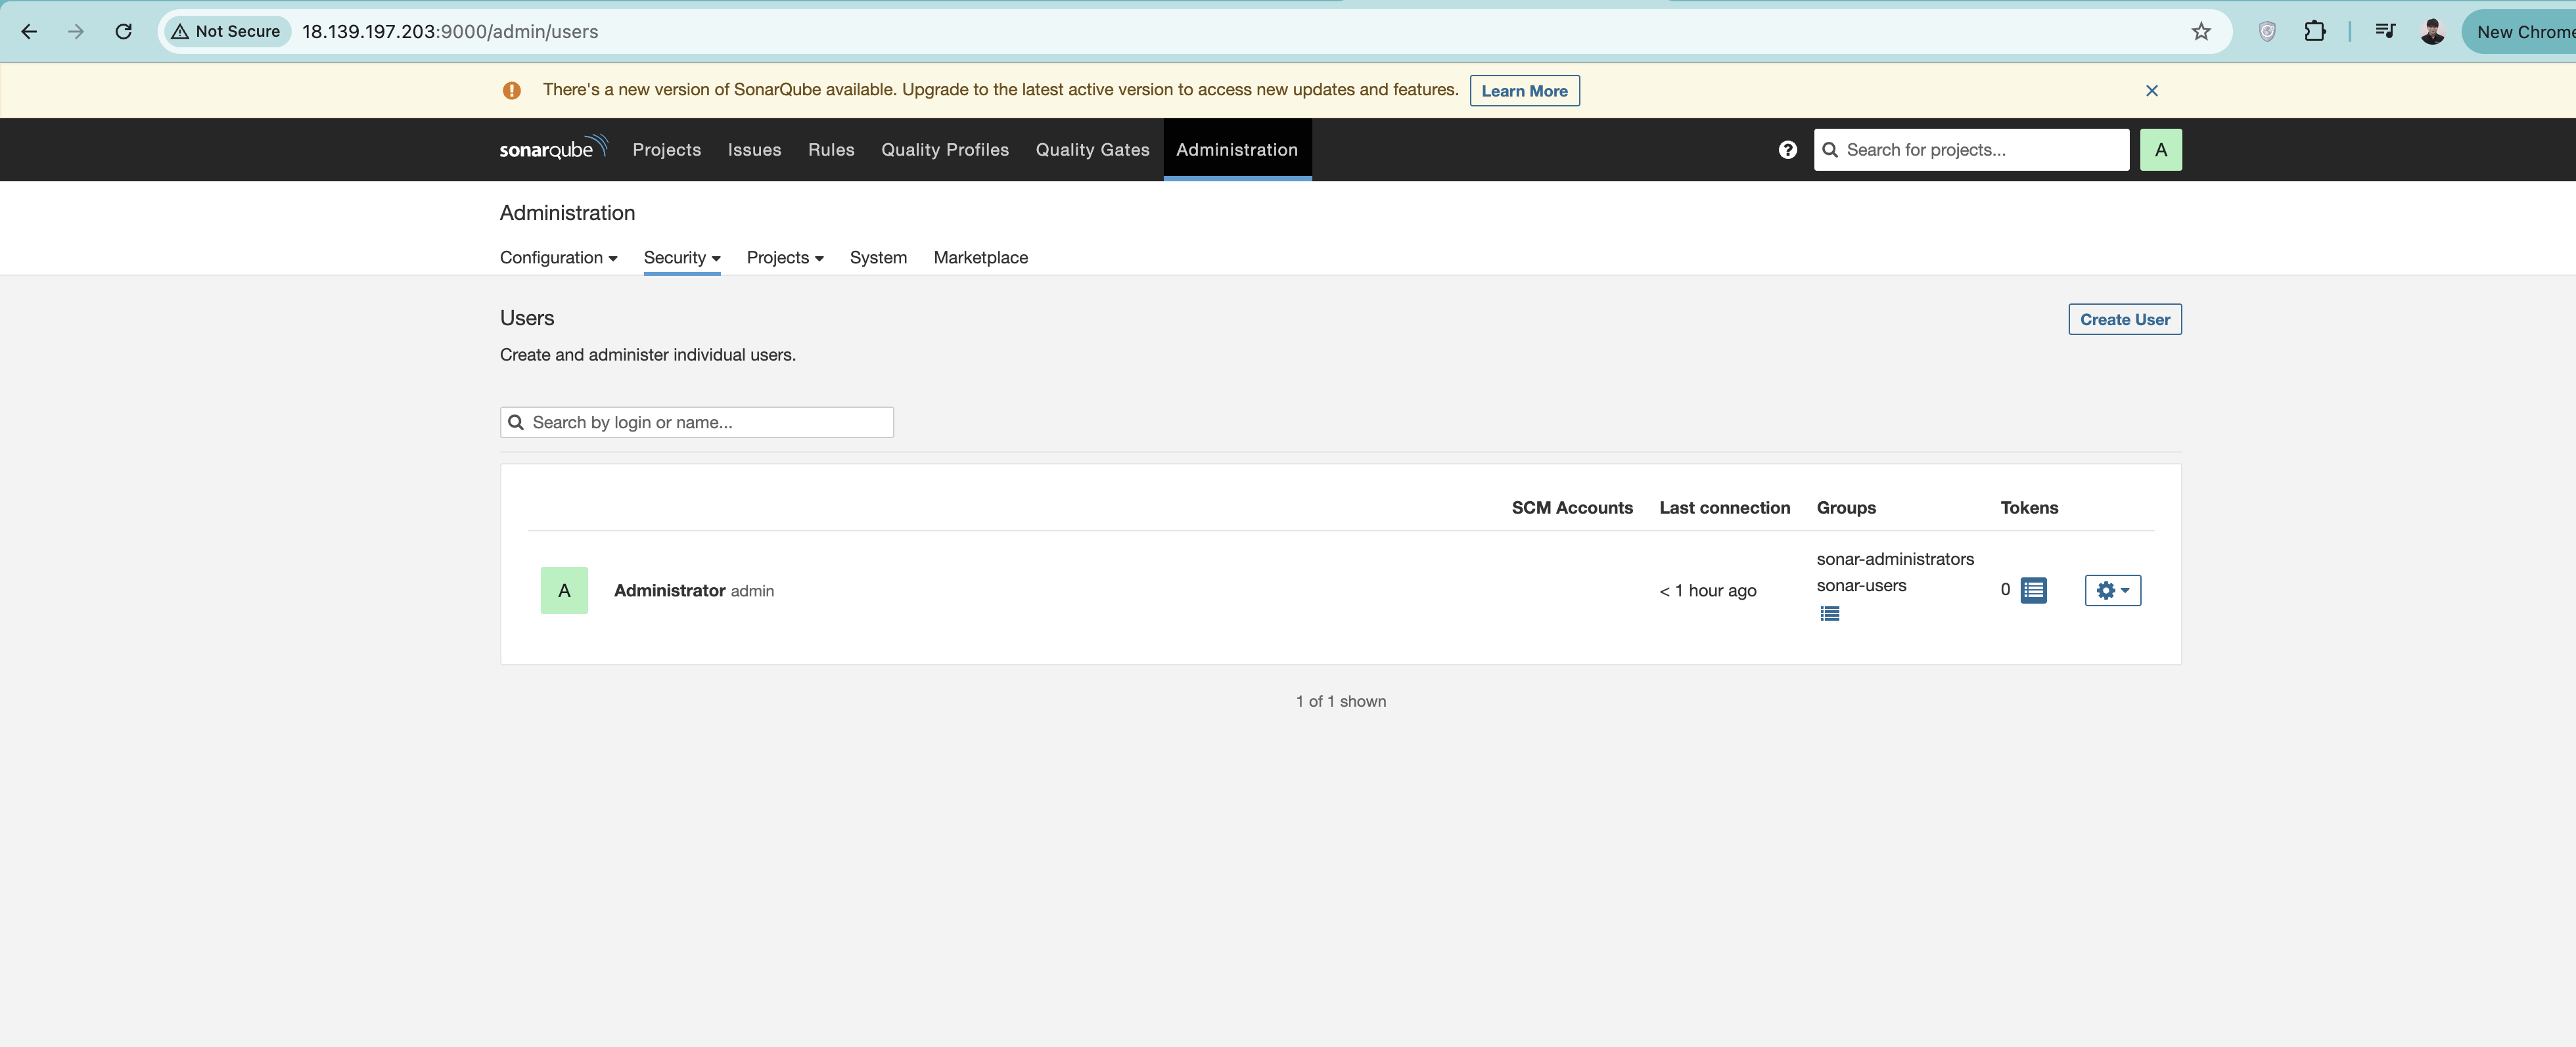 Not Secure 18.139.197.203:9000/admin/users New Chrome
There's a new version of SonarQube available. Upgrade to the latest active version to access new updates and features. Learn More
sonarqube Projects Issues Rules Quality Profiles Quality Gates Administration Search for projects... A
Administration
Configuration Security Projects System Marketplace
Users Create User
Create and administer individual users.
Search by login or name...
SCM Accounts Last connection Groups Tokens
A Administrator admin < 1 hour ago sonar-administrators 0
sonar-users
1 of 1 shown